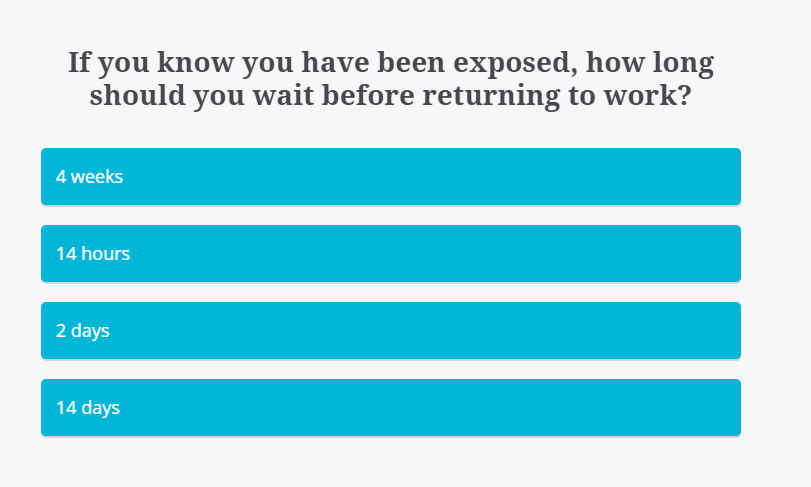 If you know you have been exposed, how long
should you wait before returning to work?
4 weeks
14 hours
2 days
14 days